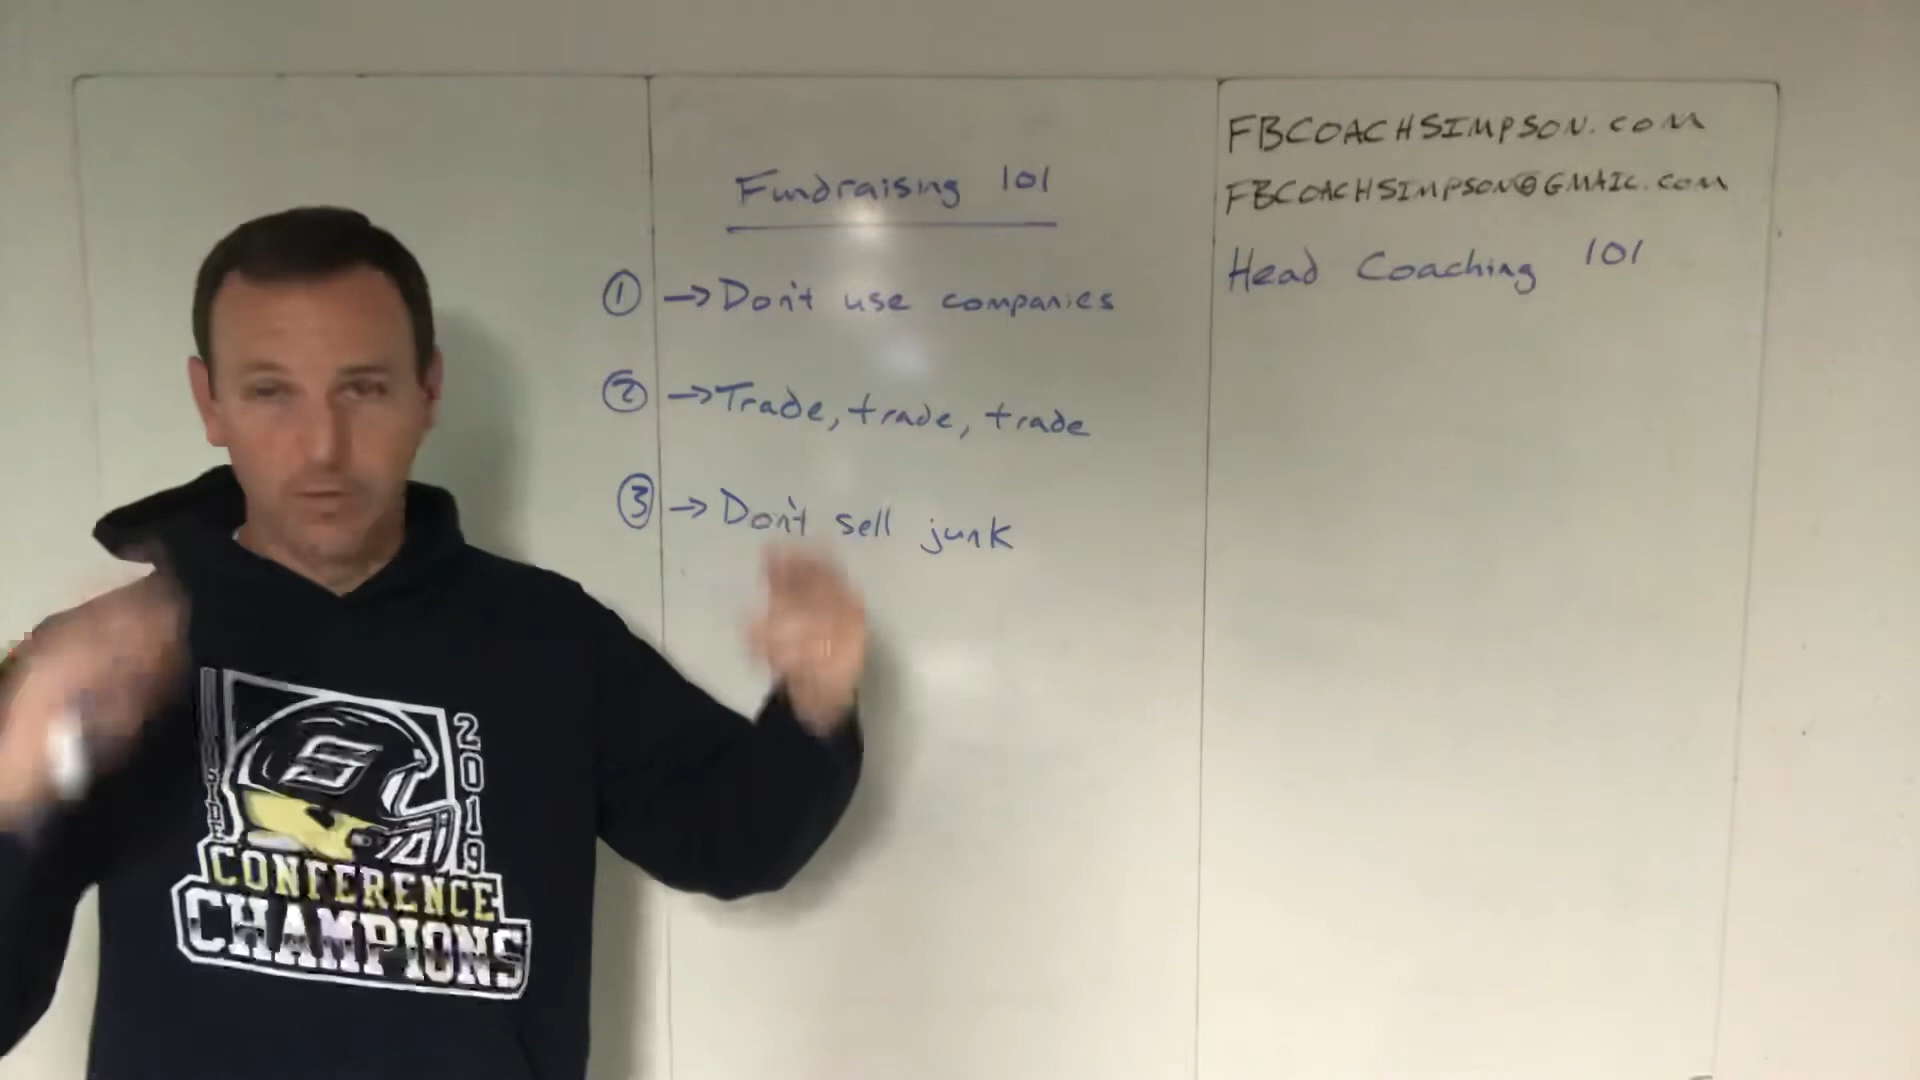 Fundraising 101
① → Don't use companies
② → Trade, trade, trade
③ → Don't sell junk
FBCOACHSIMPSON.COM
FBCOACHSIMPSON@GMAIL.COM
Head Coaching 101
S
2019
CONFERENCE
CHAMPIONS